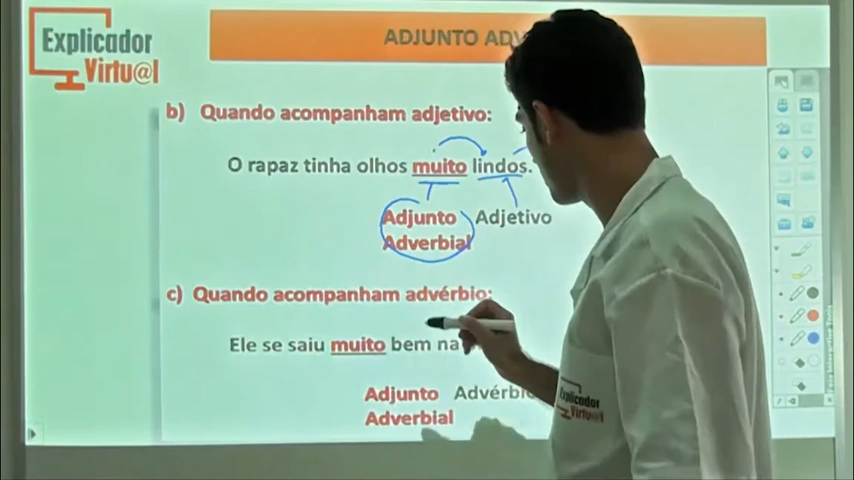 Explicador
Virtu@l
ADJUNTO
b) Quando acompanham adjetivo:
O rapaz tinha olhos muito lindos.
Adjunto Adjetivo
Adverbial
c) Quando acompanham advérbio:
Ele se saiu muito bem na
Adjunto Advérbio
Adverbial
Explicador
Virtu@l